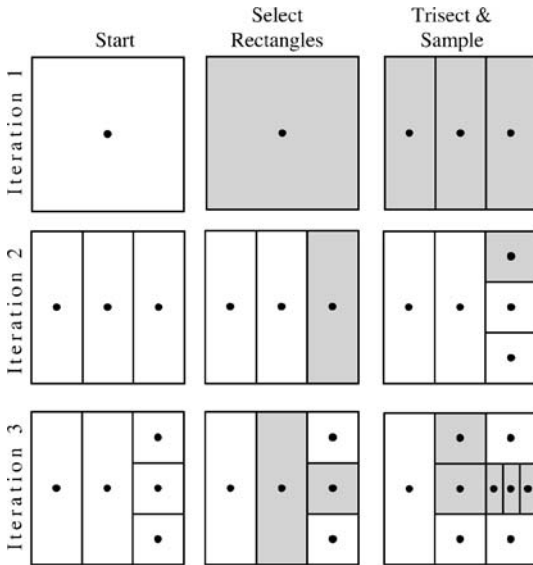 Start
Select
Rectangles
Trisect &
Sample
Iteration 1
Iteration 2
Iteration 3